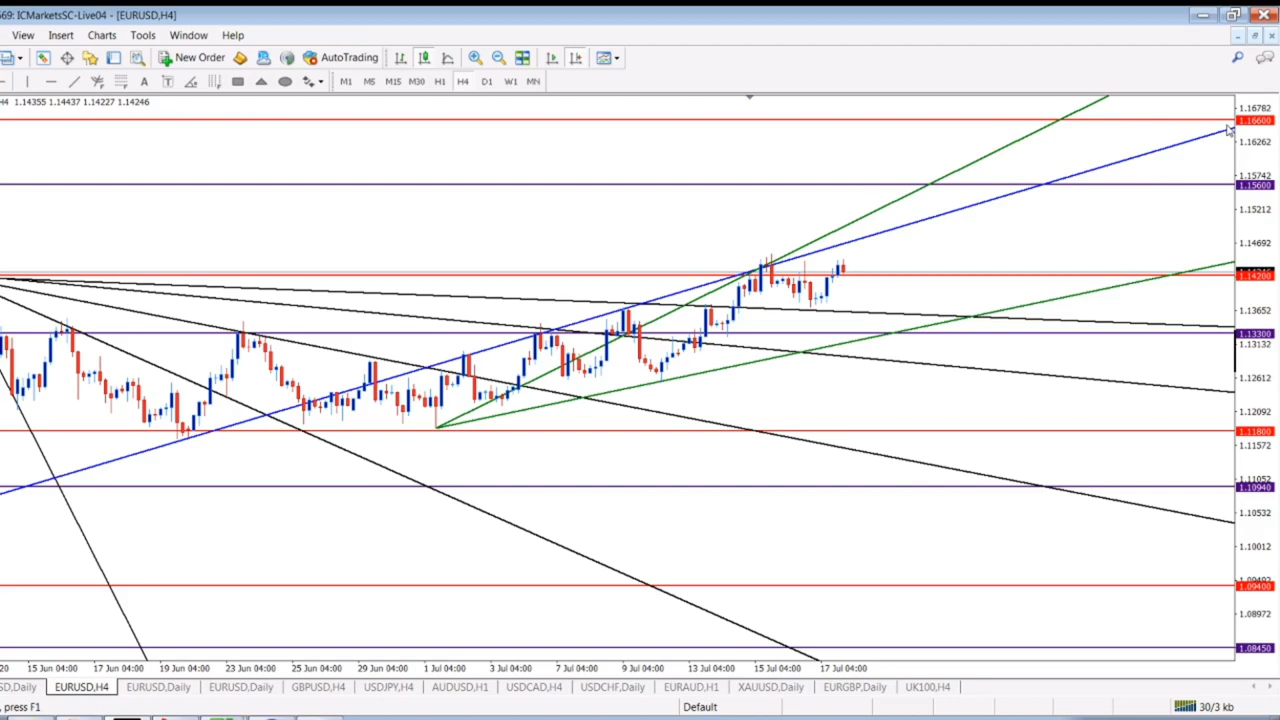 569: ICMarketsSC-Live04 - [EURUSD,H4]
View Insert Charts Tools Window Help
New Order AutoTrading
A T M1 M5 M15 M30 H1 H4 D1 W1 MN
H4 1.14355 1.14437 1.14227 1.14246
1.16782
1.16600
1.16262
1.15742
1.15600
1.15212
1.14692
1.14200
1.13652
1.13300
1.13132
1.12612
1.12092
1.11800
1.11572
1.11052
1.10940
1.10532
1.10012
1.09492
1.09400
1.08972
1.08450
20 15 Jun 04:00 17 Jun 04:00 19 Jun 04:00 23 Jun 04:00 25 Jun 04:00 29 Jun 04:00 1 Jul 04:00 3 Jul 04:00 7 Jul 04:00 9 Jul 04:00 13 Jul 04:00 15 Jul 04:00 17 Jul 04:00
SD,Daily EURUSD,H4 EURUSD,Daily EURUSD,Daily GBPUSD,H4 USDJPY,H4 AUDUSD,H1 USDCAD,H4 USDCHF,Daily EURAUD,H1 XAUUSD,Daily EURGBP,Daily UK100,H4
, press F1 Default 30/3 kb